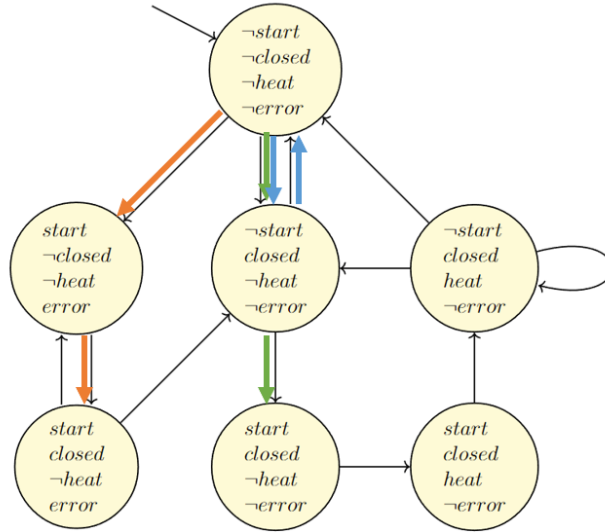 ¬start
¬closed
¬heat
¬error
start
¬closed
¬heat
error
¬start
closed
¬heat
¬error
¬start
closed
heat
¬error
start
closed
¬heat
error
start
closed
¬heat
¬error
start
closed
heat
¬error